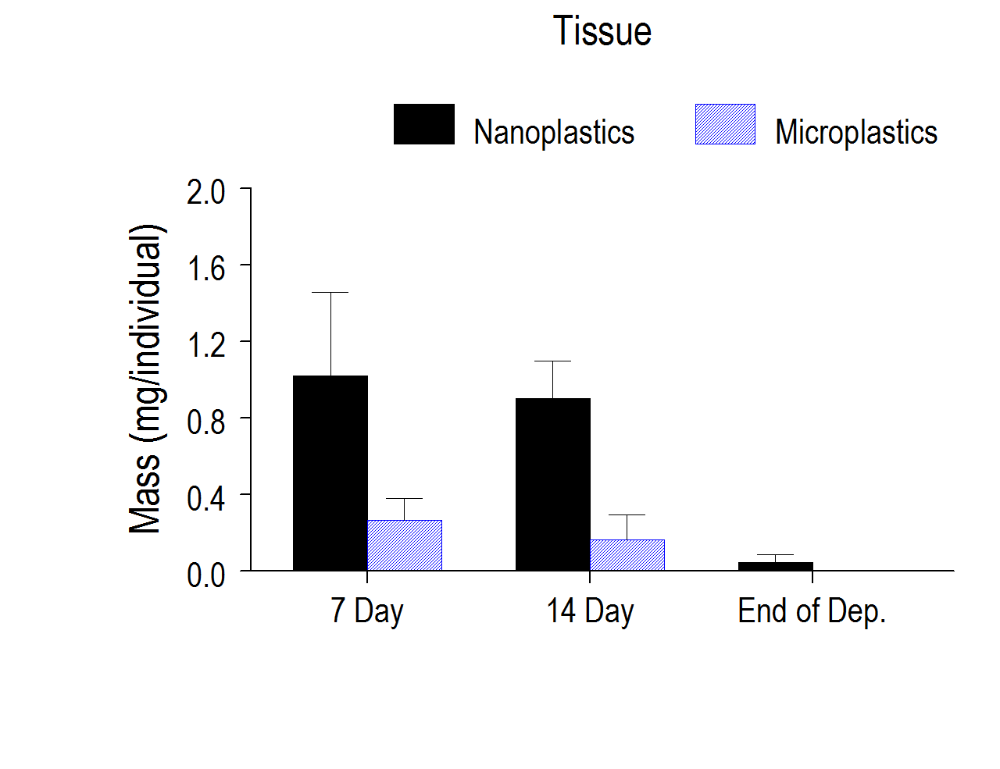 Tissue
Nanoplastics
Microplastics
Mass (mg/individual)
2.0
1.6
1.2
0.8
0.4
0.0
7 Day
14 Day
End of Dep.